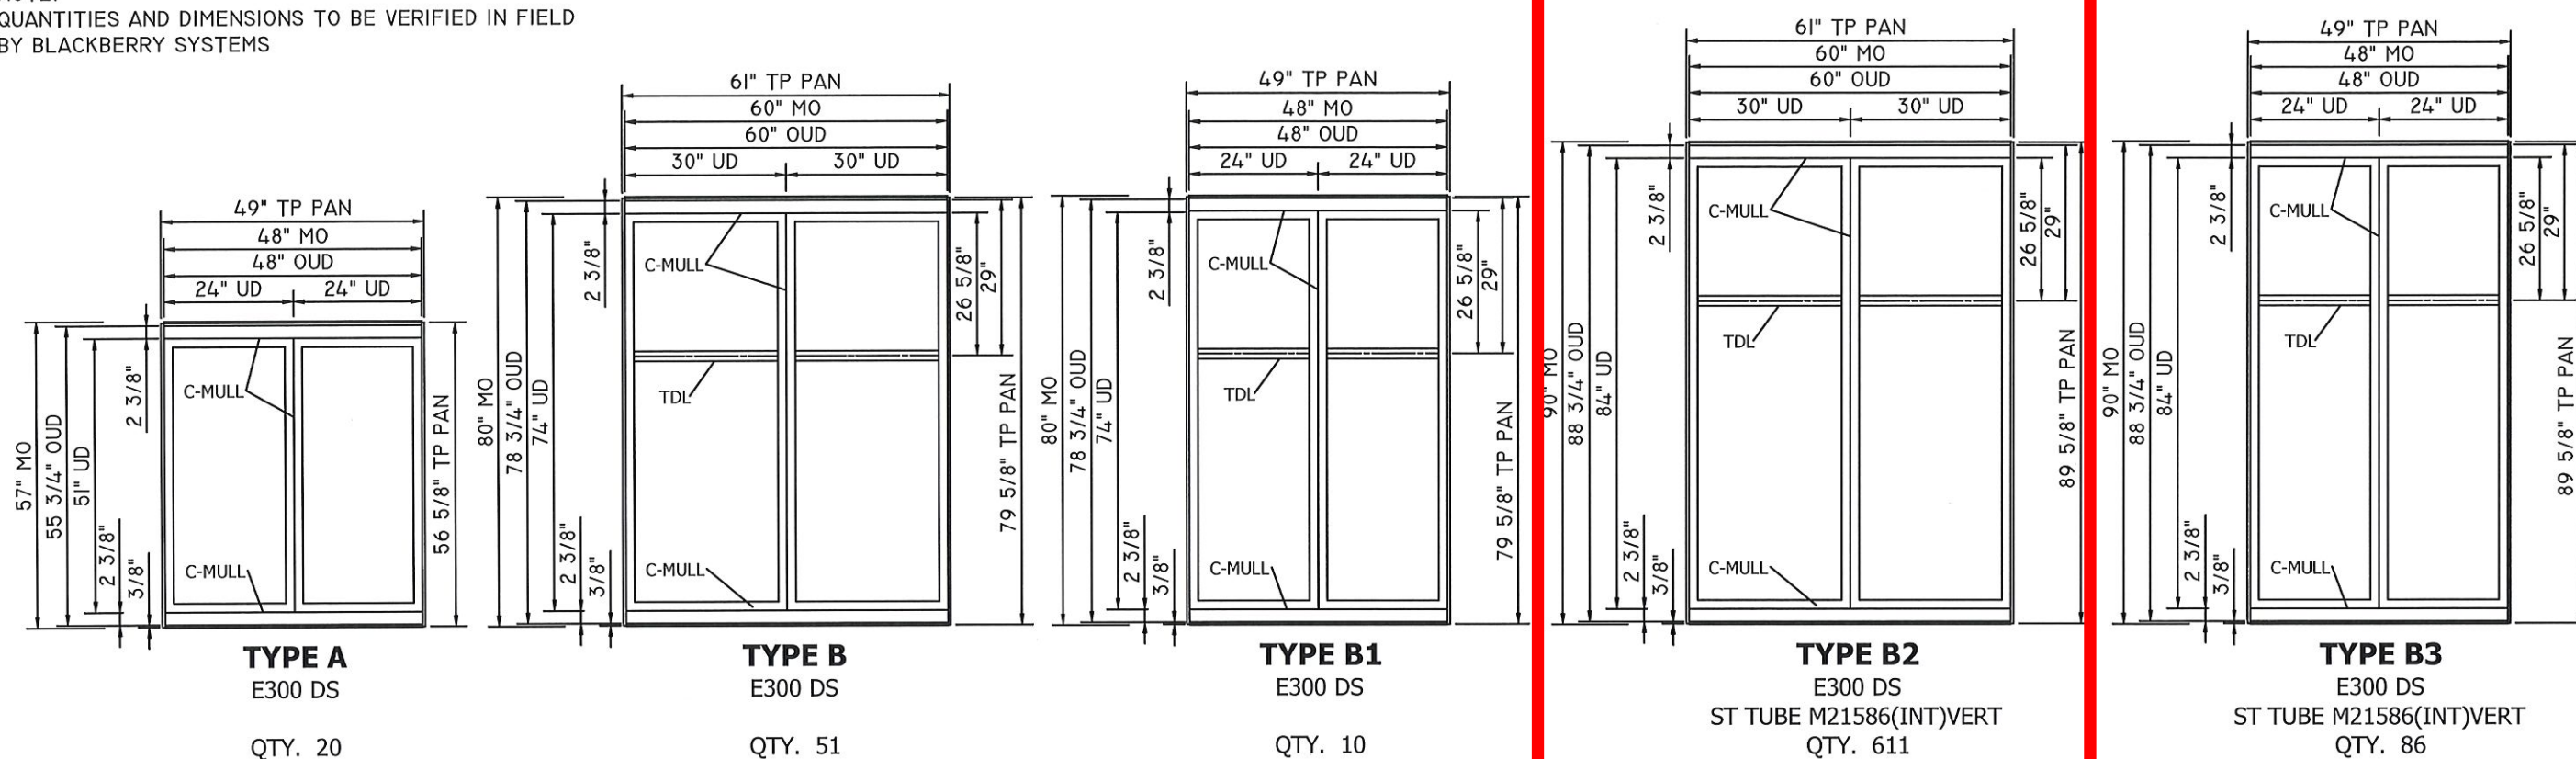 QUANTITIES AND DIMENSIONS TO BE VERIFIED IN FIELD
BY BLACKBERRY SYSTEMS
49" TP PAN
48" MO
48" OUD
24" UD 24" UD
57" MO
55 3/4" OUD
51" UD
2 3/8"
2 3/8"
3/8"
C-MULL
C-MULL
56 5/8" TP PAN
TYPE A
E300 DS
QTY. 20
61" TP PAN
60" MO
60" OUD
30" UD 30" UD
80" MO
78 3/4" OUD
74" UD
2 3/8"
2 3/8"
3/8"
C-MULL
TDL
C-MULL
26 5/8"
29"
79 5/8" TP PAN
TYPE B
E300 DS
QTY. 51
49" TP PAN
48" MO
48" OUD
24" UD 24" UD
80" MO
78 3/4" OUD
74" UD
2 3/8"
2 3/8"
3/8"
C-MULL
TDL
C-MULL
26 5/8"
29"
79 5/8" TP PAN
TYPE B1
E300 DS
QTY. 10
61" TP PAN
60" MO
60" OUD
30" UD 30" UD
90" MO
88 3/4" OUD
84" UD
2 3/8"
2 3/8"
3/8"
C-MULL
TDL
C-MULL
26 5/8"
29"
89 5/8" TP PAN
TYPE B2
E300 DS
ST TUBE M21586(INT)VERT
QTY. 611
49" TP PAN
48" MO
48" OUD
24" UD 24" UD
90" MO
88 3/4" OUD
84" UD
2 3/8"
2 3/8"
3/8"
C-MULL
TDL
C-MULL
26 5/8"
29"
89 5/8" TP PAN
TYPE B3
E300 DS
ST TUBE M21586(INT)VERT
QTY. 86